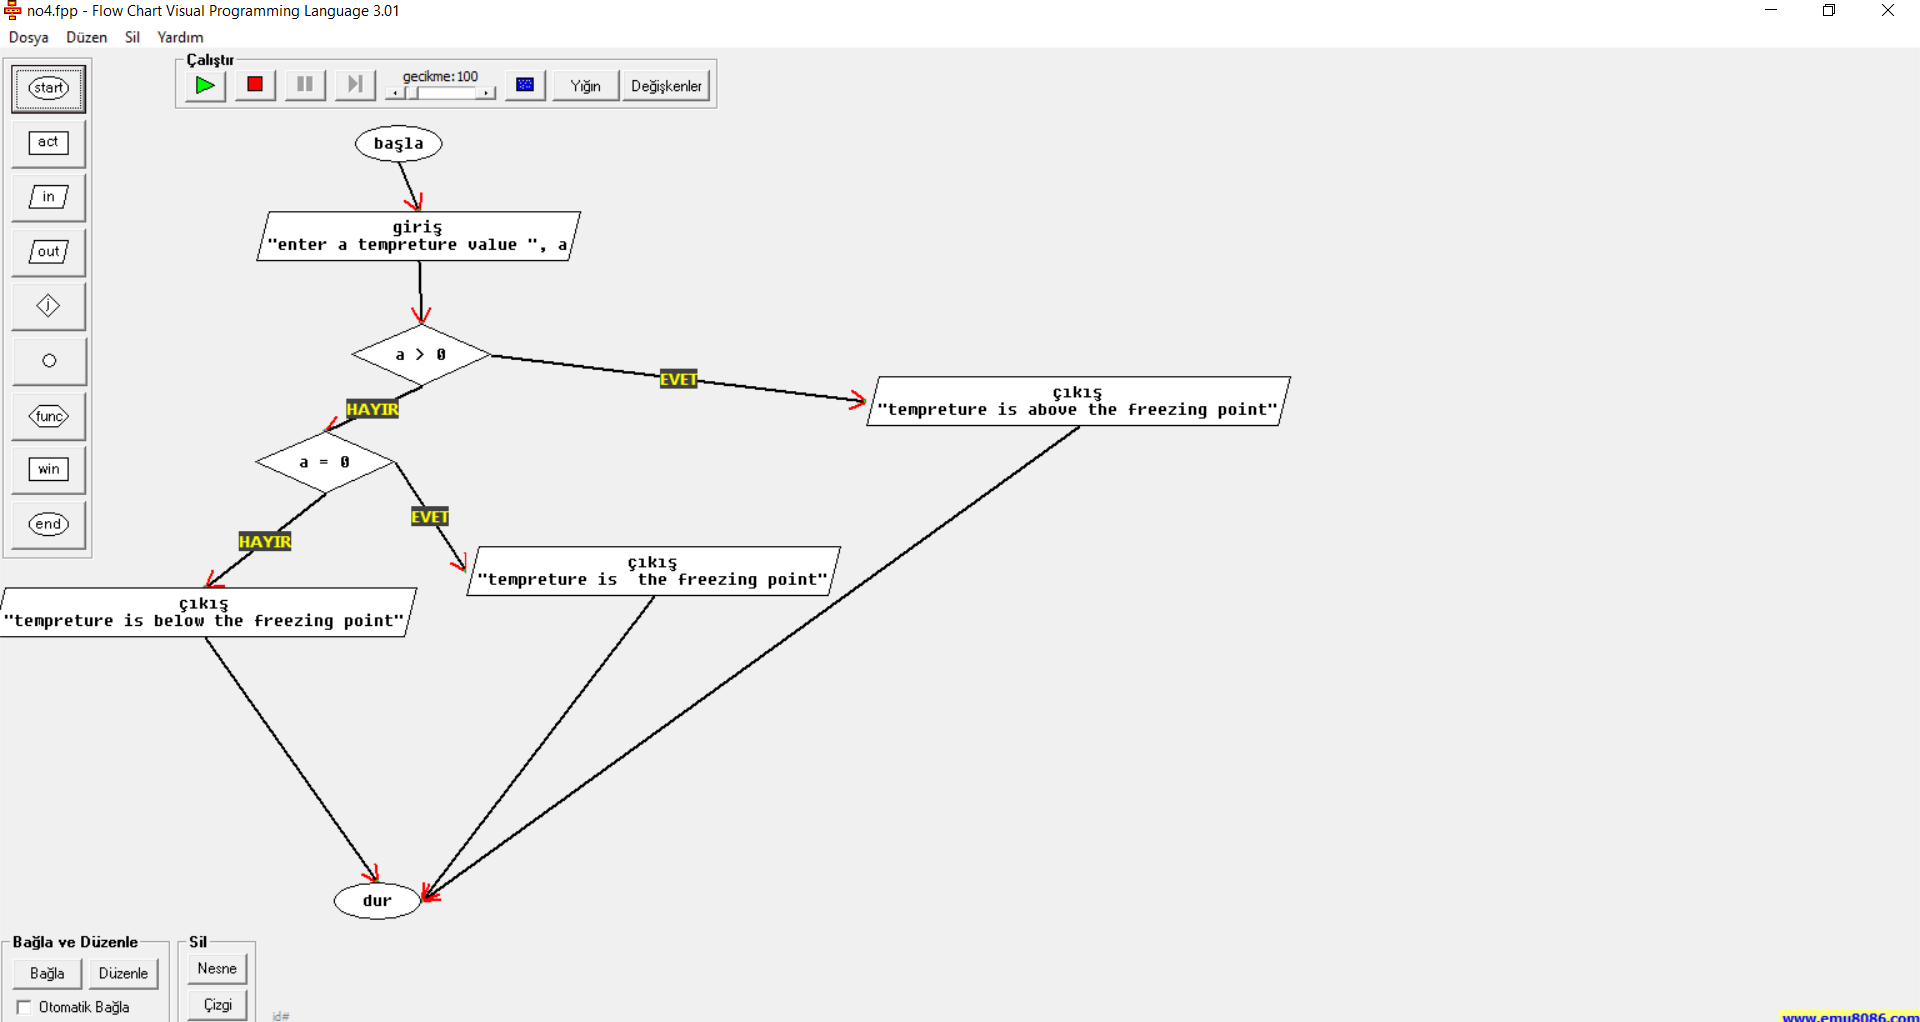 no4.fpp - Flow Chart Visual Programming Language 3.01
Dosya Düzen Sil Yardım
Çalıştır
gecikme:100
Yığın
Değişkenler
start
act
in
out
j
func
win
end
başla
giriş
"enter a tempreture value ", a
a > 0
EVET
HAYIR
çıkış
"tempreture is above the freezing point"
a = 0
EVET
HAYIR
çıkış
"tempreture is  the freezing point"
çıkış
"tempreture is below the freezing point"
dur
Bağla ve Düzenle
Bağla
Düzenle
Otomatik Bağla
Sil
Nesne
Çizgi
id#
www.emu8086.com